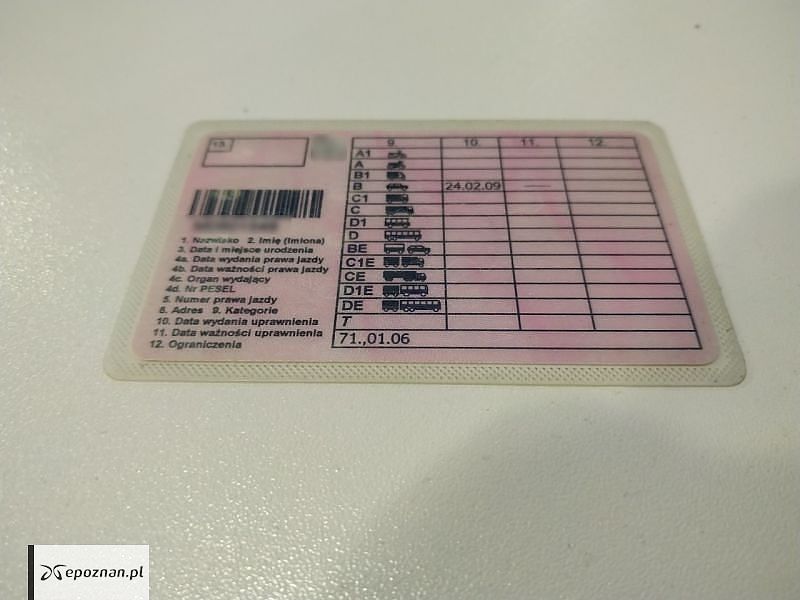 13.
9. 10. 11. 12.
A1
A
B1
B 24.02.09 —
C1
C
D1
D
BE
C1E
CE
D1E
DE
T
71.,01.06
1. Nazwisko 2. Imię (Imiona)
3. Data i miejsce urodzenia
4a. Data wydania prawa jazdy
4b. Data ważności prawa jazdy
4c. Organ wydający
4d. Nr PESEL
5. Numer prawa jazdy
8. Adres 9. Kategorie
10. Data wydania uprawnienia
11. Data ważności uprawnienia
12. Ograniczenia
epoznan.pl